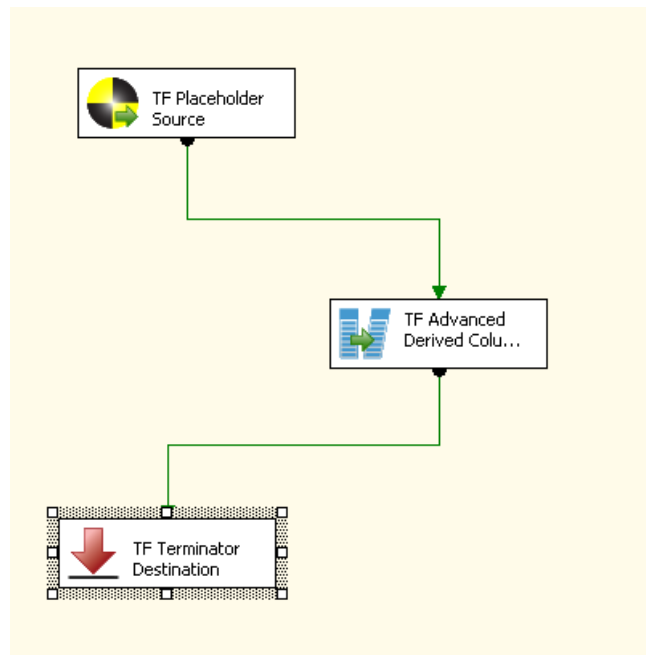 TF Placeholder
Source
TF Advanced
Derived Colu...
TF Terminator
Destination